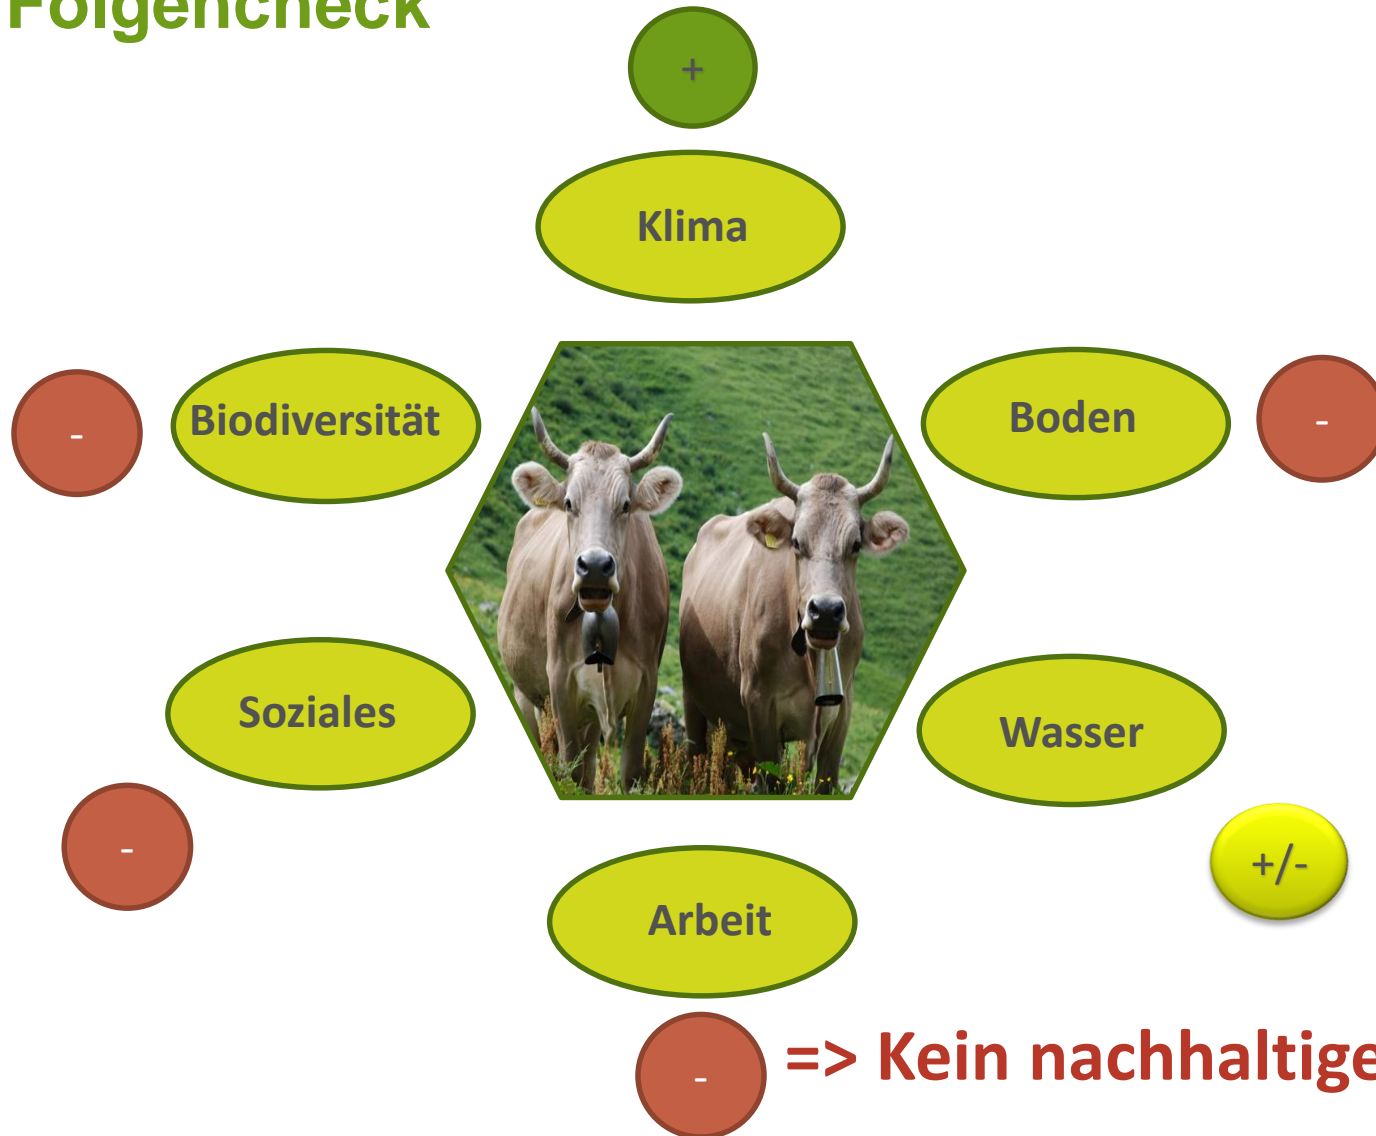 Folgencheck
+
Klima
- Biodiversität
Boden -
Soziales
-
Wasser
+/-
Arbeit
-
=> Kein nachhaltige